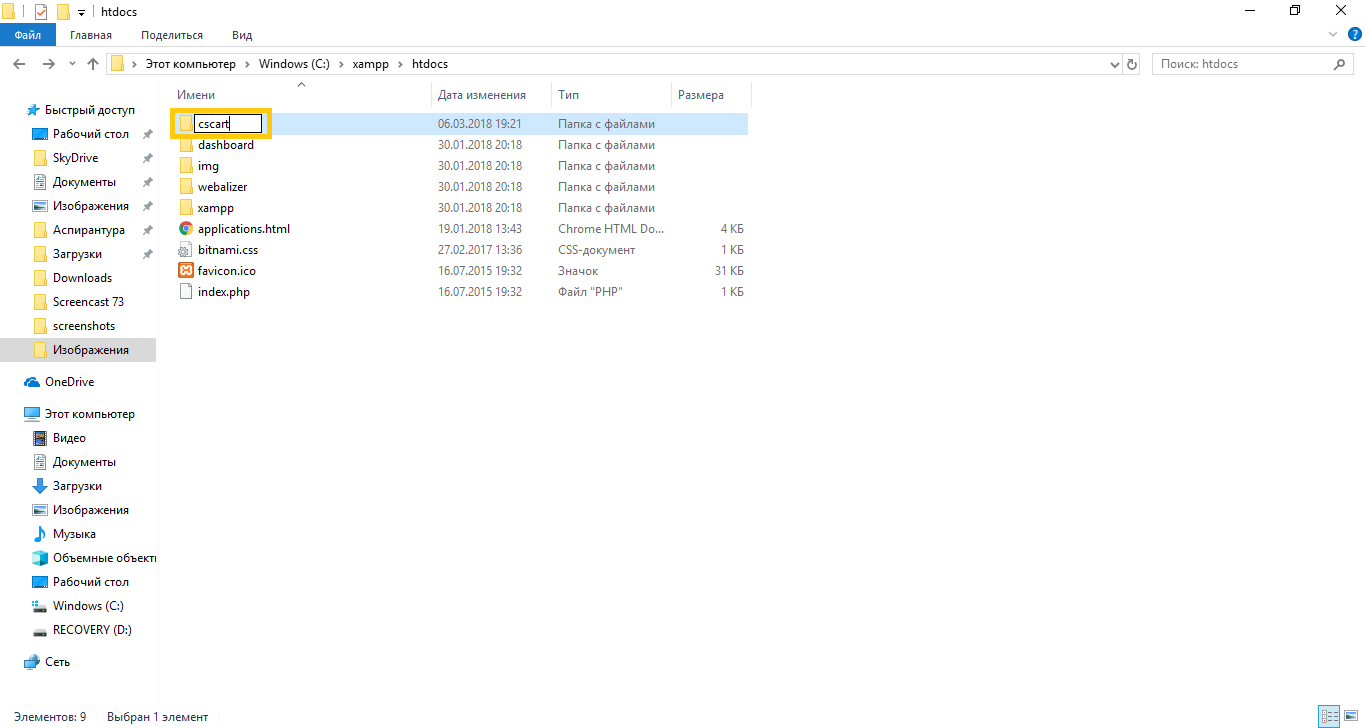 htdocs
Файл Главная Поделиться Вид
Этот компьютер Windows (C:) xampp htdocs
Поиск: htdocs
Быстрый доступ
Рабочий стол
SkyDrive
Документы
Изображения
Аспирантура
Загрузки
Downloads
Screencast 73
screenshots
Изображения
OneDrive
Этот компьютер
Видео
Документы
Загрузки
Изображения
Музыка
Объемные объекты
Рабочий стол
Windows (C:)
RECOVERY (D:)
Сеть
Имени Дата изменения Тип Размера
cscart 06.03.2018 19:21 Папка с файлами
dashboard 30.01.2018 20:18 Папка с файлами
img 30.01.2018 20:18 Папка с файлами
webalizer 30.01.2018 20:18 Папка с файлами
xampp 30.01.2018 20:18 Папка с файлами
applications.html 19.01.2018 13:43 Chrome HTML Do... 4 КБ
bitnami.css 27.02.2017 13:36 CSS-документ 1 КБ
favicon.ico 16.07.2015 19:32 Значок 31 КБ
index.php 16.07.2015 19:32 Файл "PHP" 1 КБ
Элементов: 9 Выбран 1 элемент